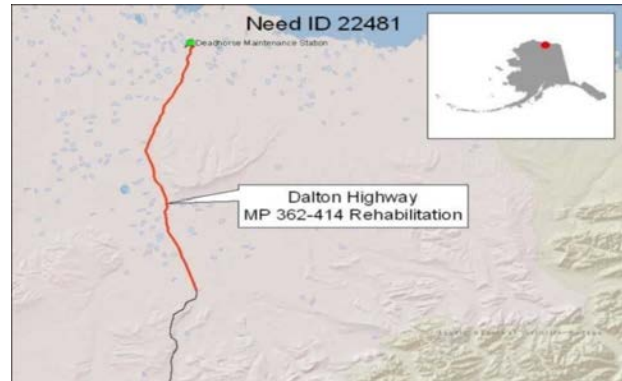 Need ID 22481
Deadhorse Maintenance Station
Dalton Highway
MP 362-414 Rehabilitation